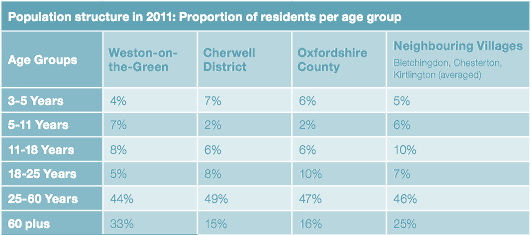 Population structure in 2011: Proportion of residents per age group
Age Groups Weston-on-the-Green Cherwell District Oxfordshire County Neighbouring Villages Bletchingdon, Chesterton, Kirtlington (averaged)
3-5 Years 4% 7% 6% 5%
5-11 Years 7% 2% 2% 6%
11-18 Years 8% 6% 6% 10%
18-25 Years 5% 8% 10% 7%
25-60 Years 44% 49% 47% 46%
60 plus 33% 15% 16% 25%